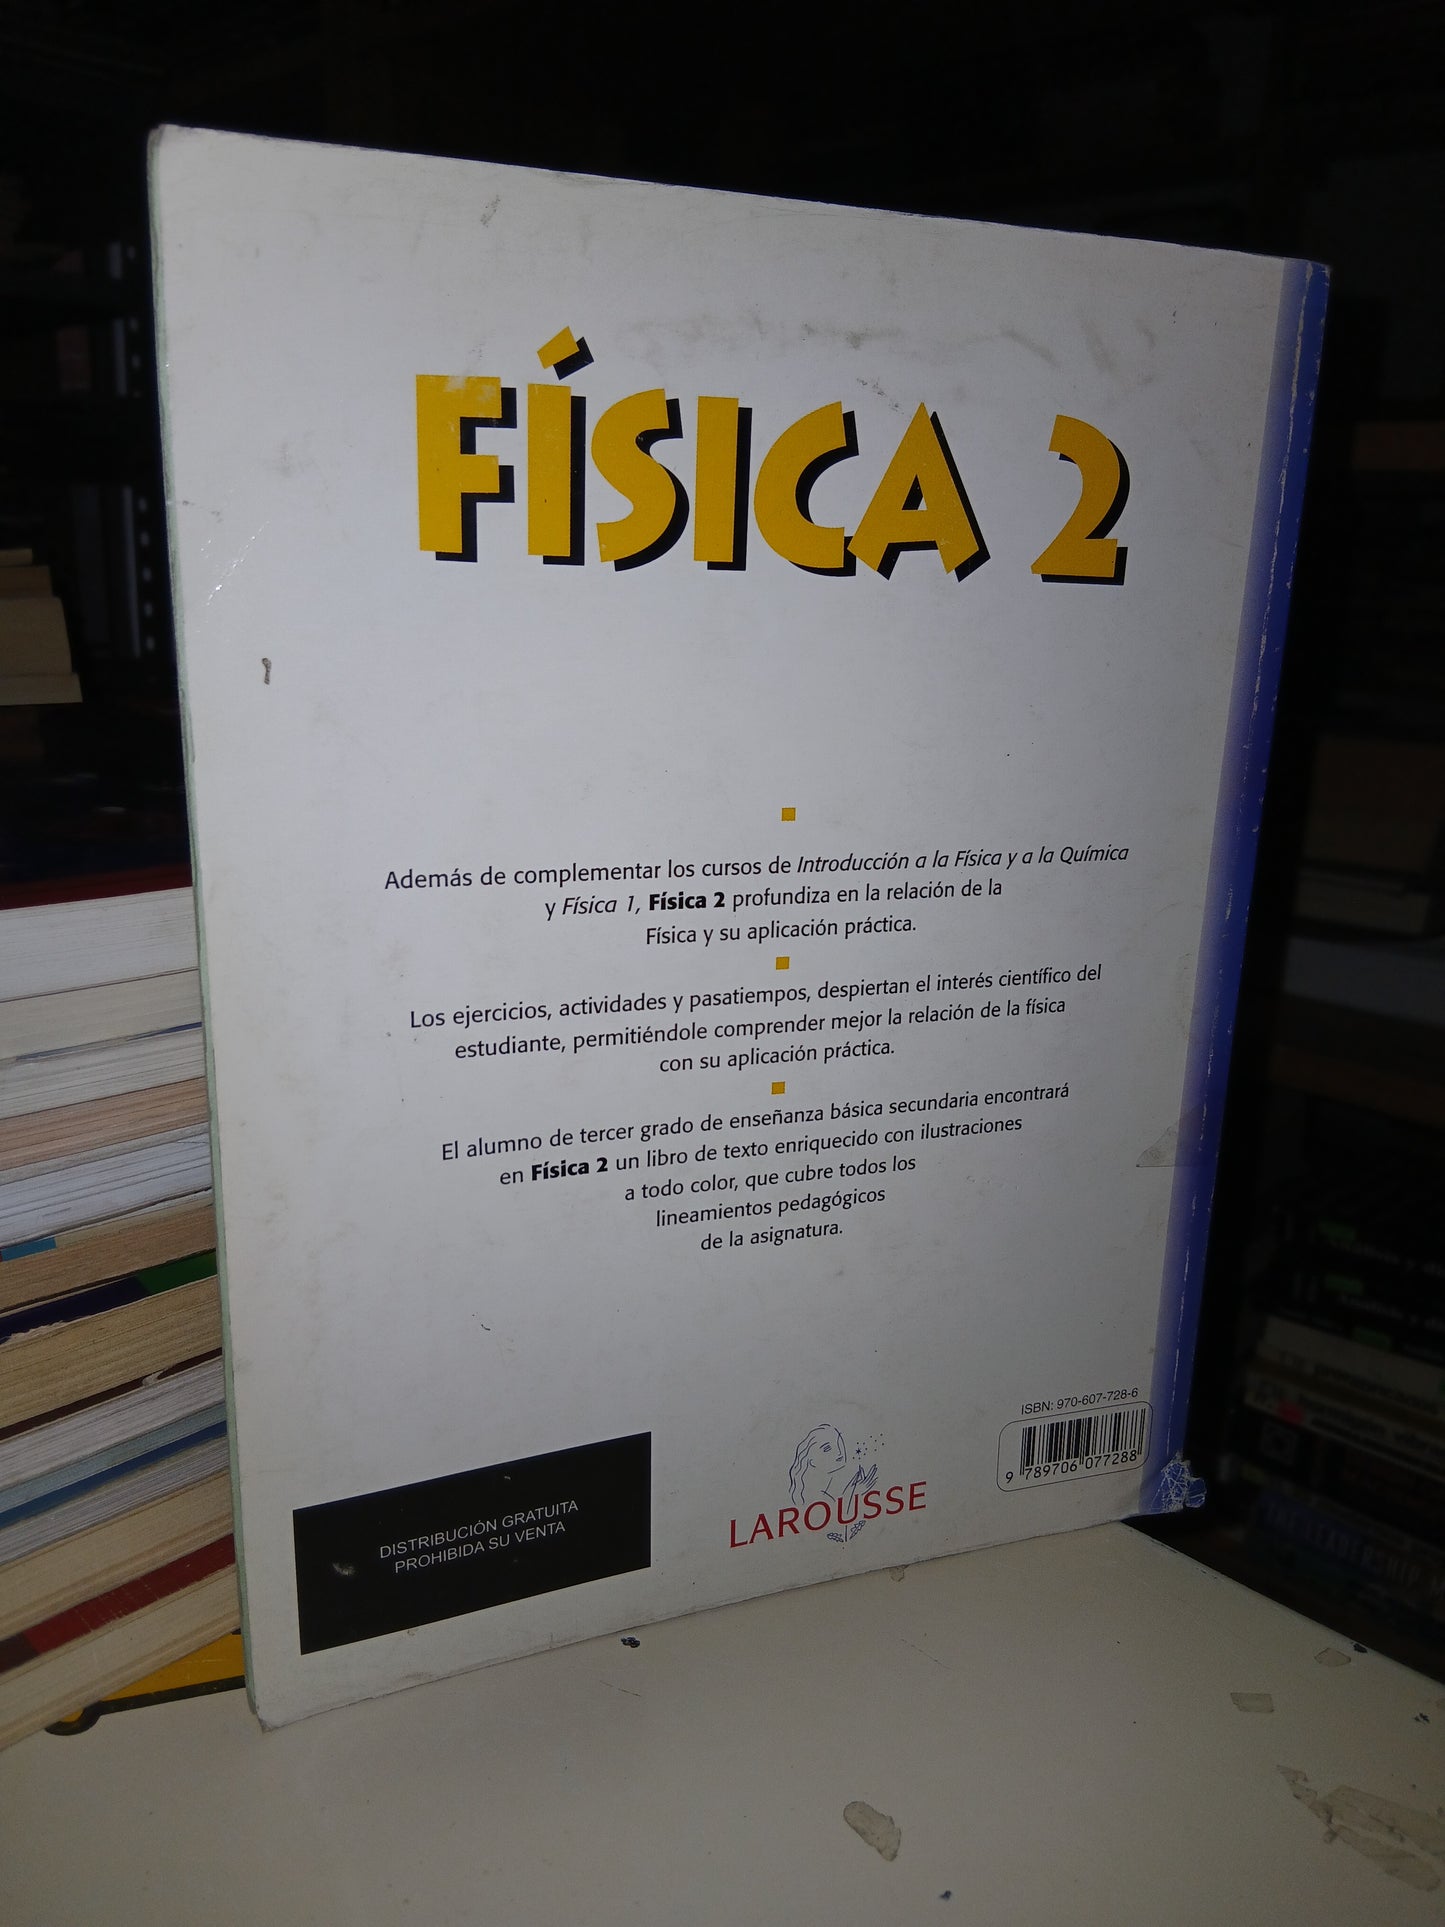 FÍSICA 2
Además de complementar los cursos de Introducción a la Física y a la Química
y Física 1, Física 2 profundiza en la relación de la
Física y su aplicación práctica.
Los ejercicios, actividades y pasatiempos, despiertan el interés científico del
estudiante, permitiéndole comprender mejor la relación de la física
con su aplicación práctica.
El alumno de tercer grado de enseñanza básica secundaria encontrará
en Física 2 un libro de texto enriquecido con ilustraciones
a todo color, que cubre todos los
lineamientos pedagógicos
de la asignatura.
DISTRIBUCIÓN GRATUITA
PROHIBIDA SU VENTA
LAROUSSE
ISBN: 970-607-728-6
9 789706 077288